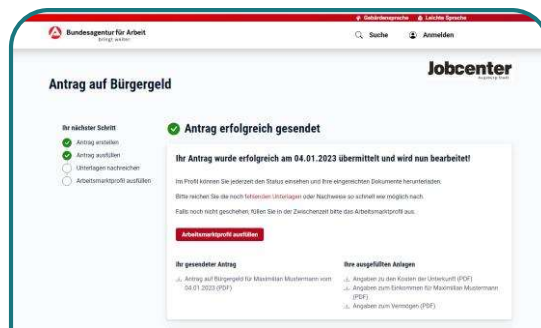 Gebärdensprache Leichte Sprache
Bundesagentur für Arbeit
bringt weiter.
Suche Anmelden
Jobcenter
Antrag auf Bürgergeld
Ihr nächster Schritt
Antrag erstellen
Antrag ausfüllen
Unterlagen nachreichen
Arbeitsmarktprofil ausfüllen
Antrag erfolgreich gesendet
Ihr Antrag wurde erfolgreich am 04.01.2023 übermittelt und wird nun bearbeitet!
Im Profil können Sie jederzeit den Status einsehen und Ihre eingereichten Dokumente herunterladen.
Bitte reichen Sie die noch fehlenden Unterlagen oder Nachweise so schnell wie möglich nach.
Falls noch nicht geschehen, füllen Sie in der Zwischenzeit bitte das Arbeitsmarktprofil aus.
Arbeitsmarktprofil ausfüllen
Ihr gesendeter Antrag
Antrag auf Bürgergeld für Maximilian Mustermann vom
04.01.2023 (PDF)
Ihre ausgefüllten Anlagen
Angaben zu den Kosten der Unterkunft (PDF)
Angaben zum Einkommen für Maximilian Mustermann
(PDF)
Angaben zum Vermögen (PDF)